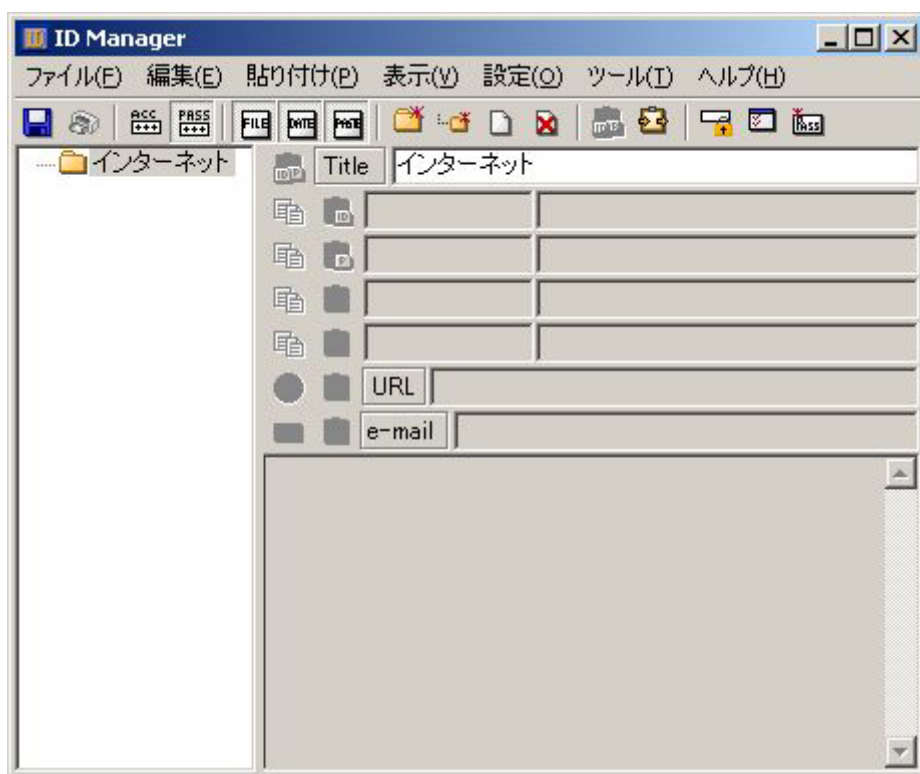 ID Manager
ファイル(F) 編集(E) 貼り付け(P) 表示(V) 設定(O) ツール(T) ヘルプ(H)
ACC *** PASS *** FILE DATE PASTE PASS
インターネット
Title インターネット
URL
e-mail